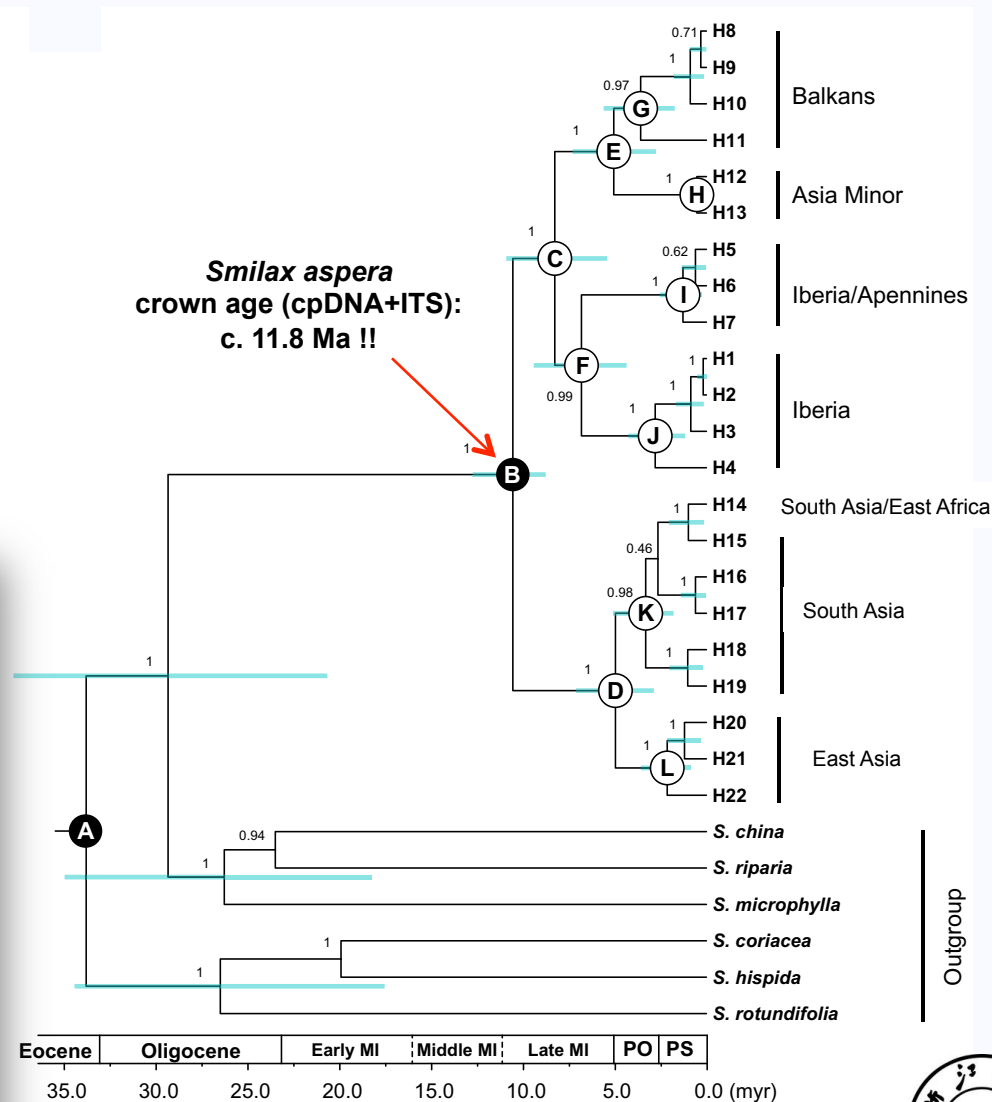 0.71
H8
1
H9
0.97
H10
G
Balkans
1
H11
E
1
H12
H
H13
Asia Minor
1
C
0.62
H5
1
H6
I
H7
Iberia/Apennines
Smilax aspera
crown age (cpDNA+ITS):
c. 11.8 Ma !!
F
0.99
1
H1
1
H2
1
H3
J
H4
Iberia
1
B
1
H14
South Asia/East Africa
H15
0.46
1
H16
0.98
H17
K
South Asia
1
H18
H19
1
D
1
H20
1
H21
L
H22
East Asia
1
A
0.94
S. china
1
S. riparia
S. microphylla
1
S. coriacea
1
S. hispida
S. rotundifolia
Outgroup
Eocene Oligocene Early MI Middle MI Late MI PO PS
35.0 30.0 25.0 20.0 15.0 10.0 5.0 0.0 (myr)